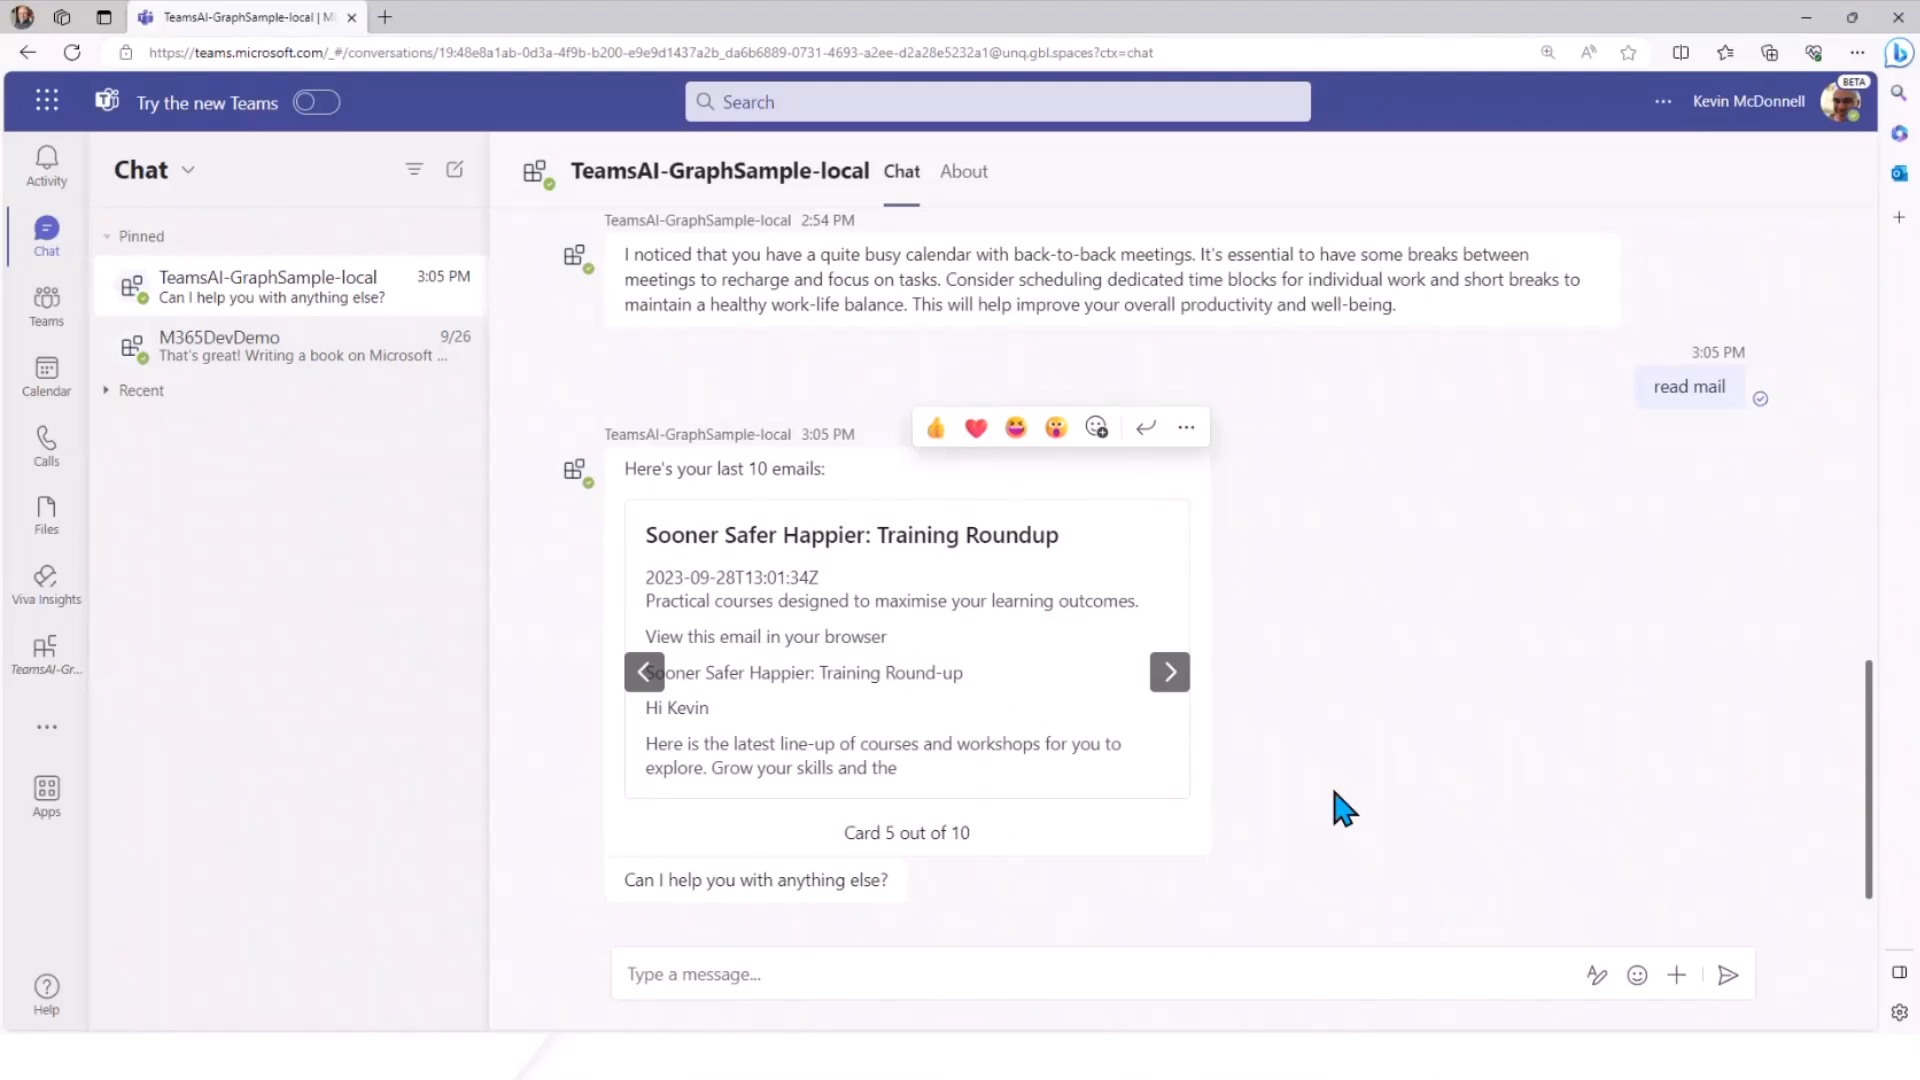 TeamsAI-GraphSample-local | M
https://teams.microsoft.com/_#/conversations/19:48e8a1ab-0d3a-4f9b-b200-e9e9d1437a2b_da6b6889-0731-4693-a2ee-d2a28e5232a1@unq.gbl.spaces?ctx=chat
Try the new Teams
Search
Kevin McDonnell
BETA
Activity
Chat
Teams
Calendar
Calls
Files
Viva Insights
TeamsAI-Gr...
Apps
Help
Chat
Pinned
TeamsAI-GraphSample-local 3:05 PM
Can I help you with anything else?
M365DevDemo 9/26
That's great! Writing a book on Microsoft ...
Recent
TeamsAI-GraphSample-local Chat About
TeamsAI-GraphSample-local 2:54 PM
I noticed that you have a quite busy calendar with back-to-back meetings. It's essential to have some breaks between
meetings to recharge and focus on tasks. Consider scheduling dedicated time blocks for individual work and short breaks to
maintain a healthy work-life balance. This will help improve your overall productivity and well-being.
3:05 PM
read mail
TeamsAI-GraphSample-local 3:05 PM
Here's your last 10 emails:
Sooner Safer Happier: Training Roundup
2023-09-28T13:01:34Z
Practical courses designed to maximise your learning outcomes.
View this email in your browser
Sooner Safer Happier: Training Round-up
Hi Kevin
Here is the latest line-up of courses and workshops for you to
explore. Grow your skills and the
Card 5 out of 10
Can I help you with anything else?
Type a message...